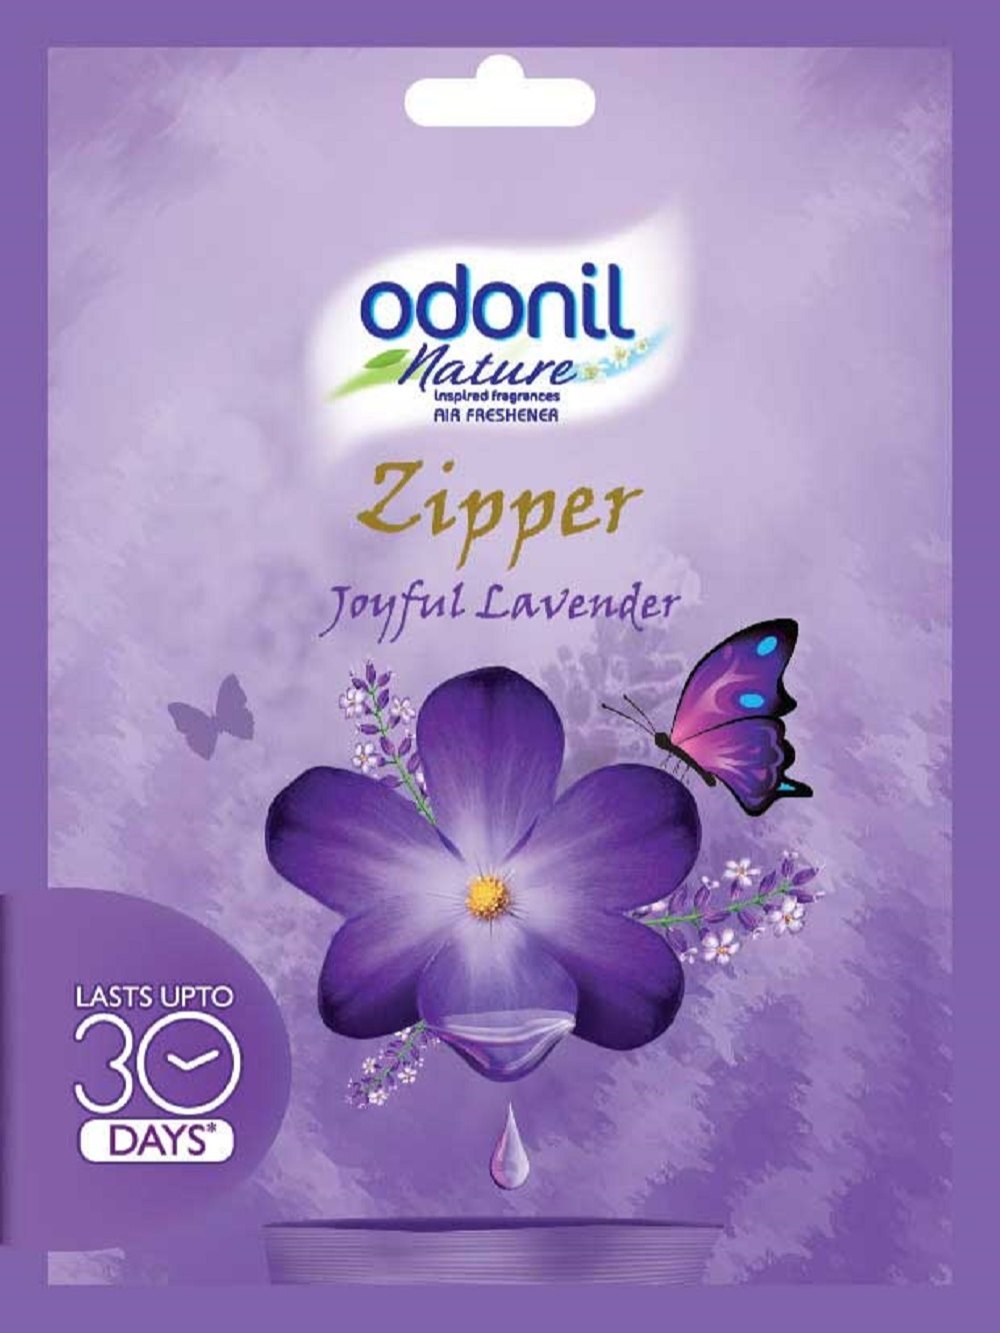 odonil
Nature
Inspired fragrances
AIR FRESHENER
Zipper
Joyful Lavender
LASTS UPTO
30
DAYS*